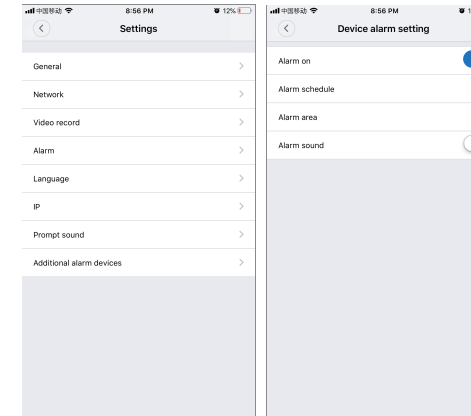 中国移动 8:56 PM 12%
Settings
General
Network
Video record
Alarm
Language
IP
Prompt sound
Additional alarm devices
中国移动 8:56 PM 1
Device alarm setting
Alarm on
Alarm schedule
Alarm area
Alarm sound